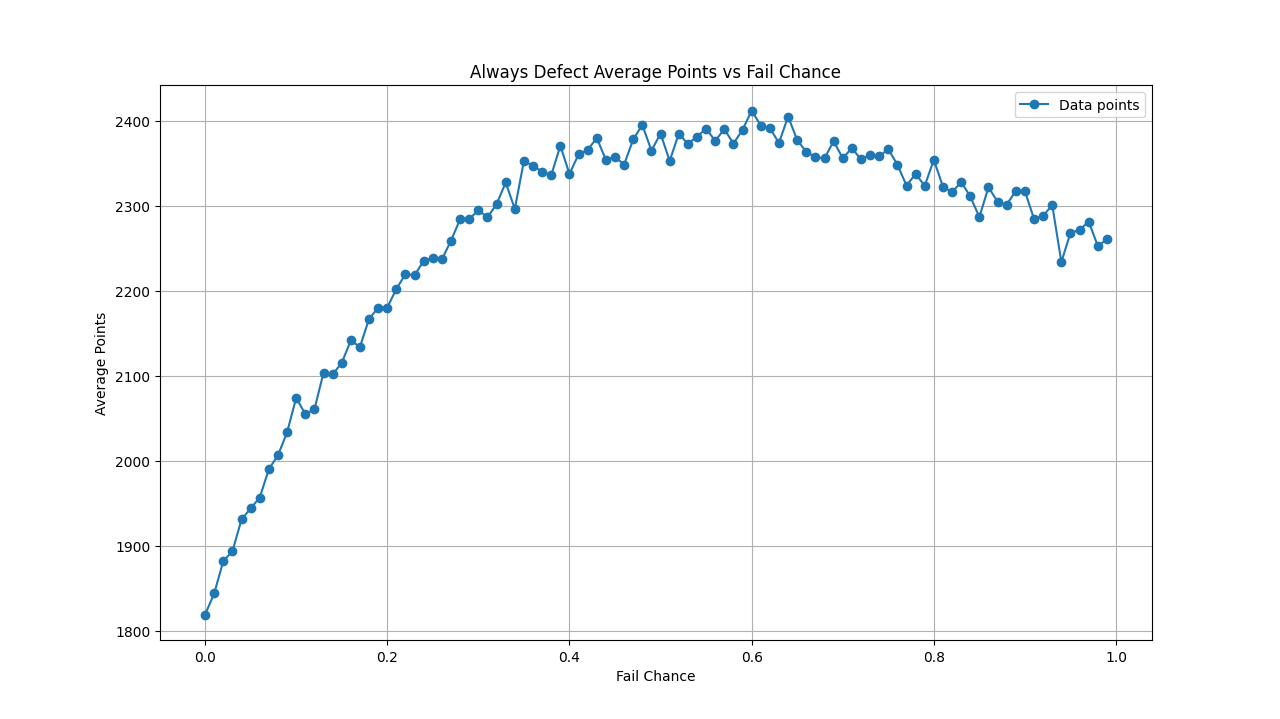 Always Defect Average Points vs Fail Chance
Data points
2400
2300
2200
2100
2000
1900
1800
Average Points
0.0 0.2 0.4 0.6 0.8 1.0
Fail Chance